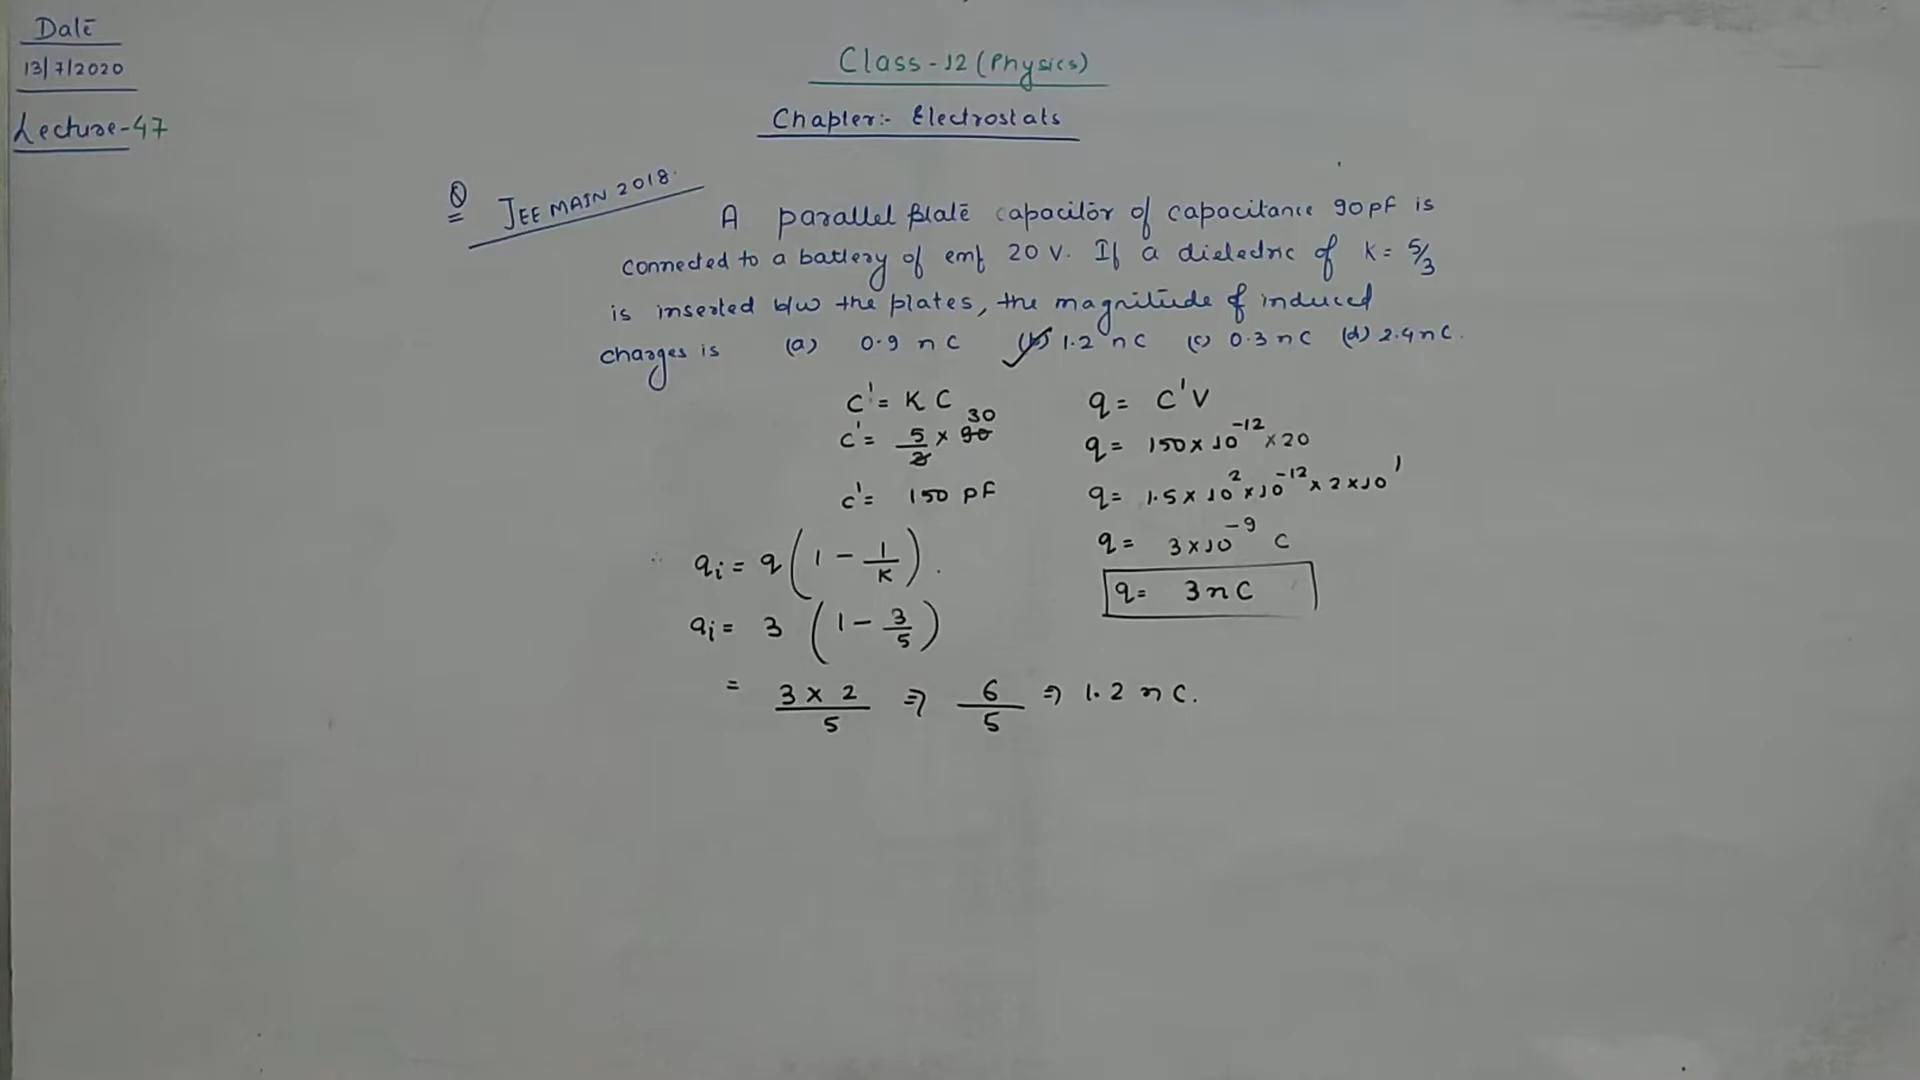 Date
13/7/2020
Lecture-47
Class-12 (Physics)
Chapter:- Electrostats
Q JEE MAIN 2018.
A parallel plate capacitor of capacitance 90pF is
connected to a battery of emf 20 V. If a dielectric of K = 5/3
is inserted b/w the plates, the magnitude of induced
charges is (a) 0.9 nC (b) 1.2 nC (c) 0.3 nC (d) 2.4 nC.
C' = KC
C' = 5/3 × 90 30
C' = 150 pF
q = C'V
q = 150 × 10^-12 × 20
q = 1.5 × 10^2 × 10^-12 × 2 × 10^1
q = 3 × 10^-9 C
q = 3nC
qi = q (1 - 1/K).
qi = 3 (1 - 3/5)
= 3 × 2/5 ⇒ 6/5 ⇒ 1.2 nC.